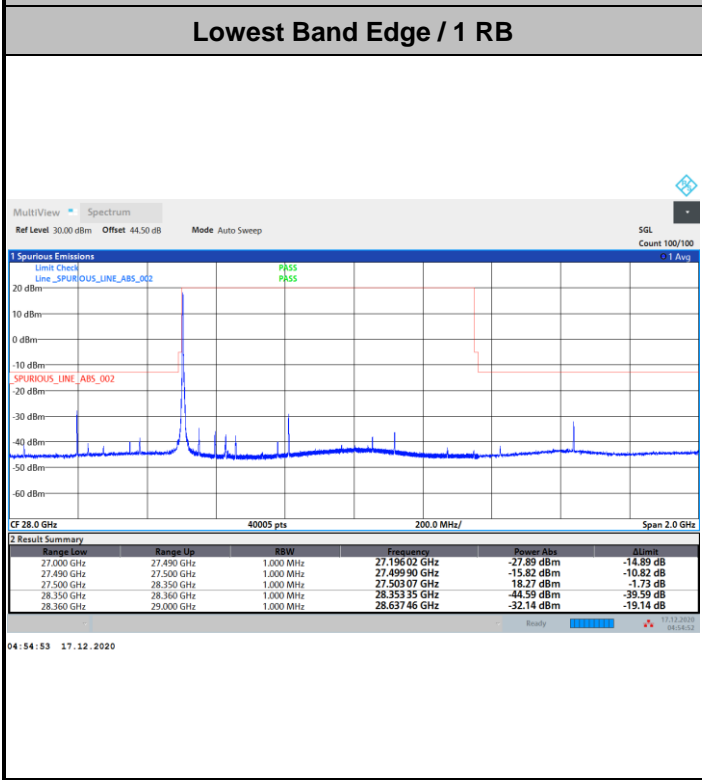 Lowest Band Edge / 1 RB
MultiView Spectrum
Ref Level 30.00 dBm Offset 44.50 dB Mode Auto Sweep SGL
Count 100/100
1 Spurious Emissions 1 Avg
Limit Check PASS
Line _SPURIOUS_LINE_ABS_002 PASS
20 dBm
10 dBm
0 dBm
-10 dBm
_SPURIOUS_LINE_ABS_002
-20 dBm
-30 dBm
-40 dBm
-50 dBm
-60 dBm
CF 28.0 GHz 40005 pts 200.0 MHz/ Span 2.0 GHz
2 Result Summary
Range Low Range Up RBW Frequency Power Abs ΔLimit
27.000 GHz 27.490 GHz 1.000 MHz 27.196 02 GHz -27.89 dBm -14.89 dB
27.490 GHz 27.500 GHz 1.000 MHz 27.499 90 GHz -15.82 dBm -10.82 dB
27.500 GHz 28.350 GHz 1.000 MHz 27.503 07 GHz 18.27 dBm -1.73 dB
28.350 GHz 28.360 GHz 1.000 MHz 28.353 35 GHz -44.59 dBm -39.59 dB
28.360 GHz 29.000 GHz 1.000 MHz 28.637 46 GHz -32.14 dBm -19.14 dB
Ready 17.12.2020
04:54:52
04:54:53 17.12.2020